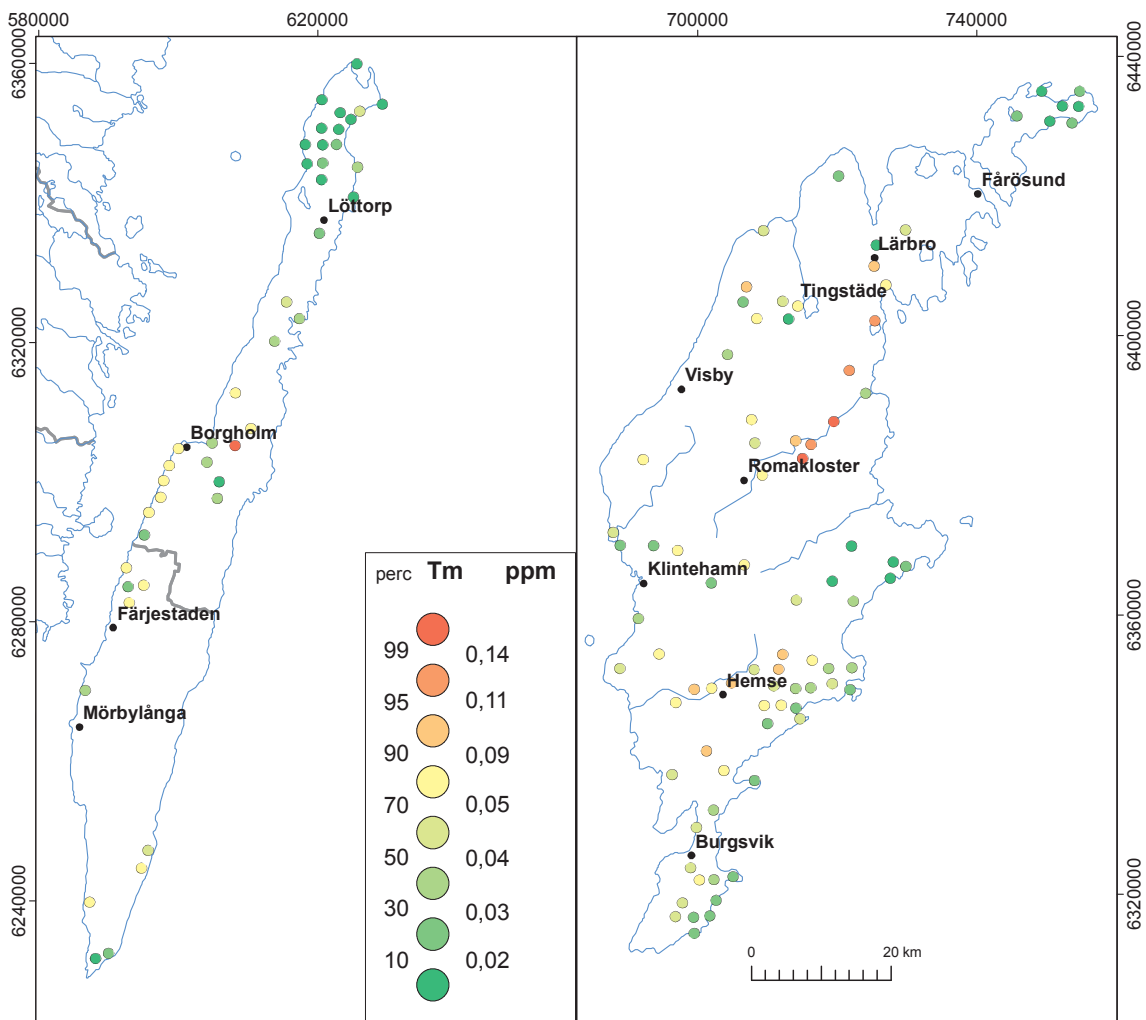 580000
620000
700000
740000
6360000
6320000
6280000
6240000
6440000
6400000
6360000
6320000
Löttorp
Borgholm
Färjestaden
Mörbylånga
Fårösund
Lärbro
Tingstäde
Visby
Romakloster
Klintehamn
Hemse
Burgsvik
perc Tm ppm
99 0,14
95 0,11
90 0,09
70 0,05
50 0,04
30 0,03
10 0,02
0 20 km